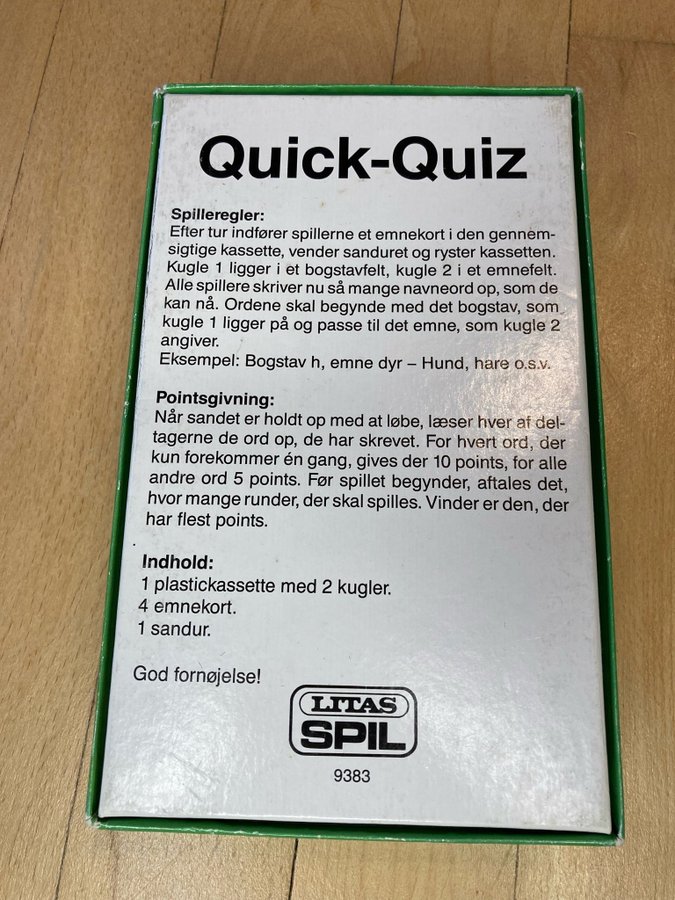 Quick-Quiz
Spilleregler:
Efter tur indfører spillerne et emnekort i den gennem-
sigtige kassette, vender sanduret og ryster kassetten.
Kugle 1 ligger i et bogstavfelt, kugle 2 i et emnefelt.
Alle spillere skriver nu så mange navneord op, som de
kan nå. Ordene skal begynde med det bogstav, som
kugle 1 ligger på og passe til det emne, som kugle 2
angiver.
Eksempel: Bogstav h, emne dyr – Hund, hare o.s.v.
Pointsgivning:
Når sandet er holdt op med at løbe, læser hver af del-
tagerne de ord op, de har skrevet. For hvert ord, der
kun forekommer én gang, gives der 10 points, for alle
andre ord 5 points. Før spillet begynder, aftales det,
hvor mange runder, der skal spilles. Vinder er den, der
har flest points.
Indhold:
1 plastickassette med 2 kugler.
4 emnekort.
1 sandur.
God fornøjelse!
LITAS
SPIL
9383